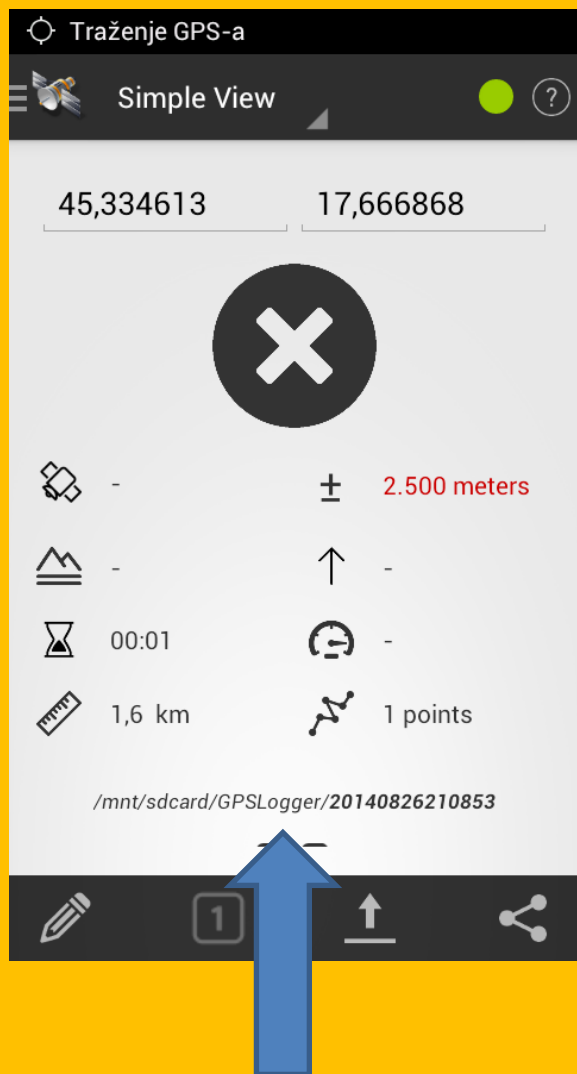 Traženje GPS-a
Simple View
?
45,334613 17,666868
- ± 2.500 meters
- -
00:01 -
1,6 km 1 points
/mnt/sdcard/GPSLogger/20140826210853
1